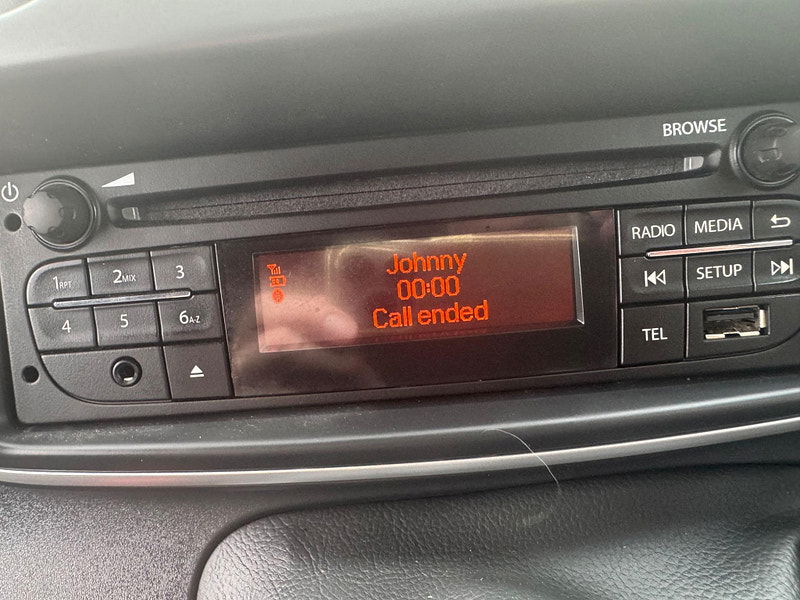 BROWSE
RADIO MEDIA
1RPT 2MIX 3
Johnny
00:00
Call ended
SETUP
4 5 6A-Z
TEL